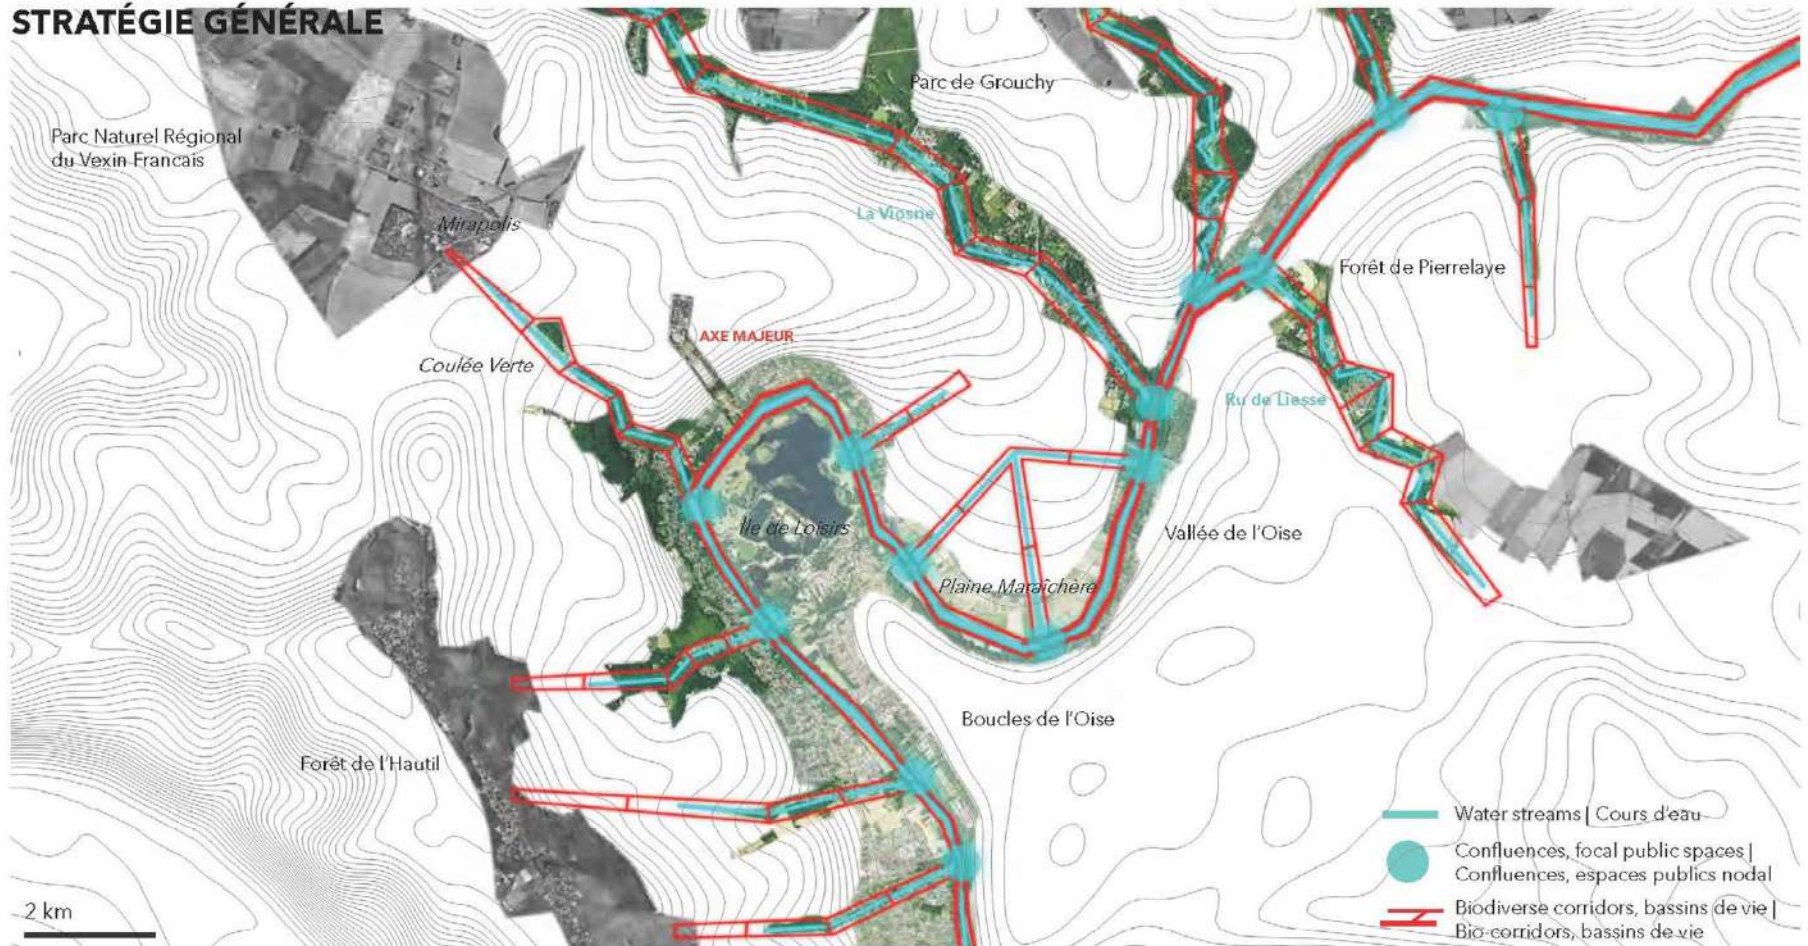 STRATÉGIE GÉNÉRALE
Parc de Grouchy
Parc Naturel Régional
du Vexin Francais
Mirapolis
La Viosne
Forêt de Pierrelaye
AXE MAJEUR
Coulée Verte
Ru de Liesse
Île de Loisirs
Vallée de l'Oise
Plaine Maraîchère
Boucles de l'Oise
Forêt de l'Hautil
Water streams | Cours d'eau
Confluences, focal public spaces |
Confluences, espaces publics nodal
Biodiverse corridors, bassins de vie |
Bio-corridors, bassins de vie
2 km